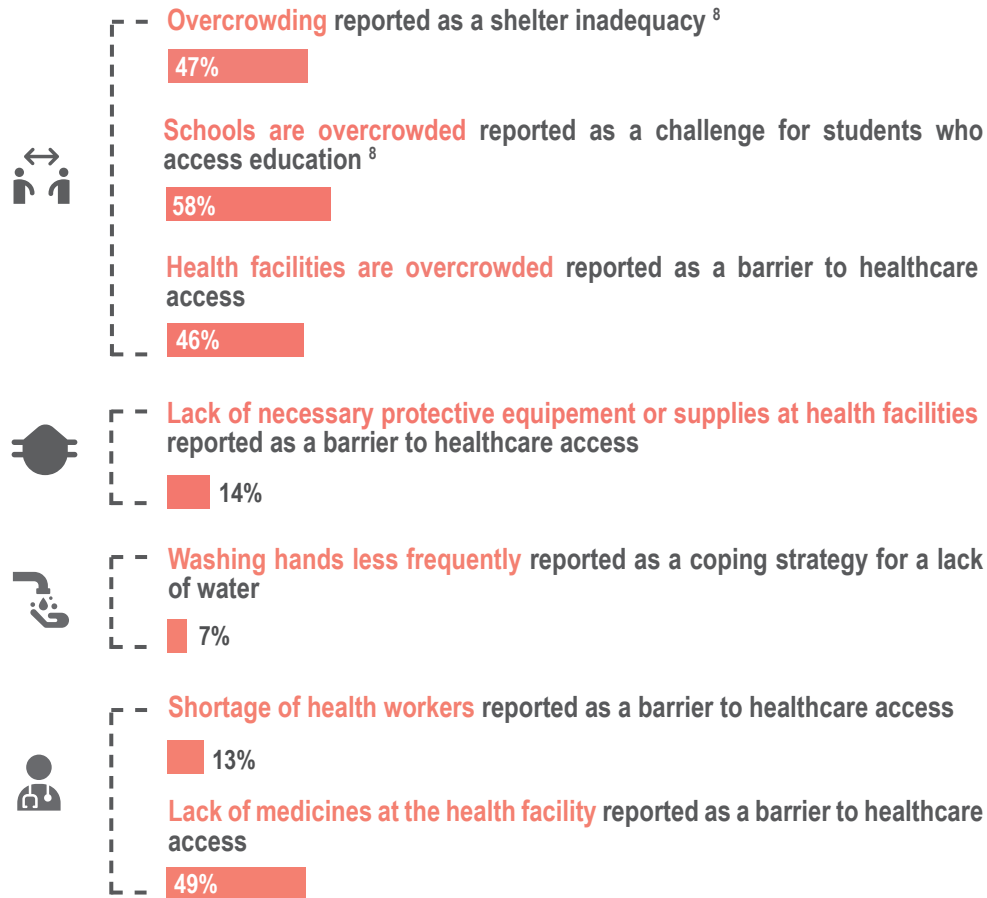 Overcrowding reported as a shelter inadequacy 8
47%
Schools are overcrowded reported as a challenge for students who
access education 8
58%
Health facilities are overcrowded reported as a barrier to healthcare
access
46%
Lack of necessary protective equipement or supplies at health facilities
reported as a barrier to healthcare access
14%
Washing hands less frequently reported as a coping strategy for a lack
of water
7%
Shortage of health workers reported as a barrier to healthcare access
13%
Lack of medicines at the health facility reported as a barrier to healthcare
access
49%